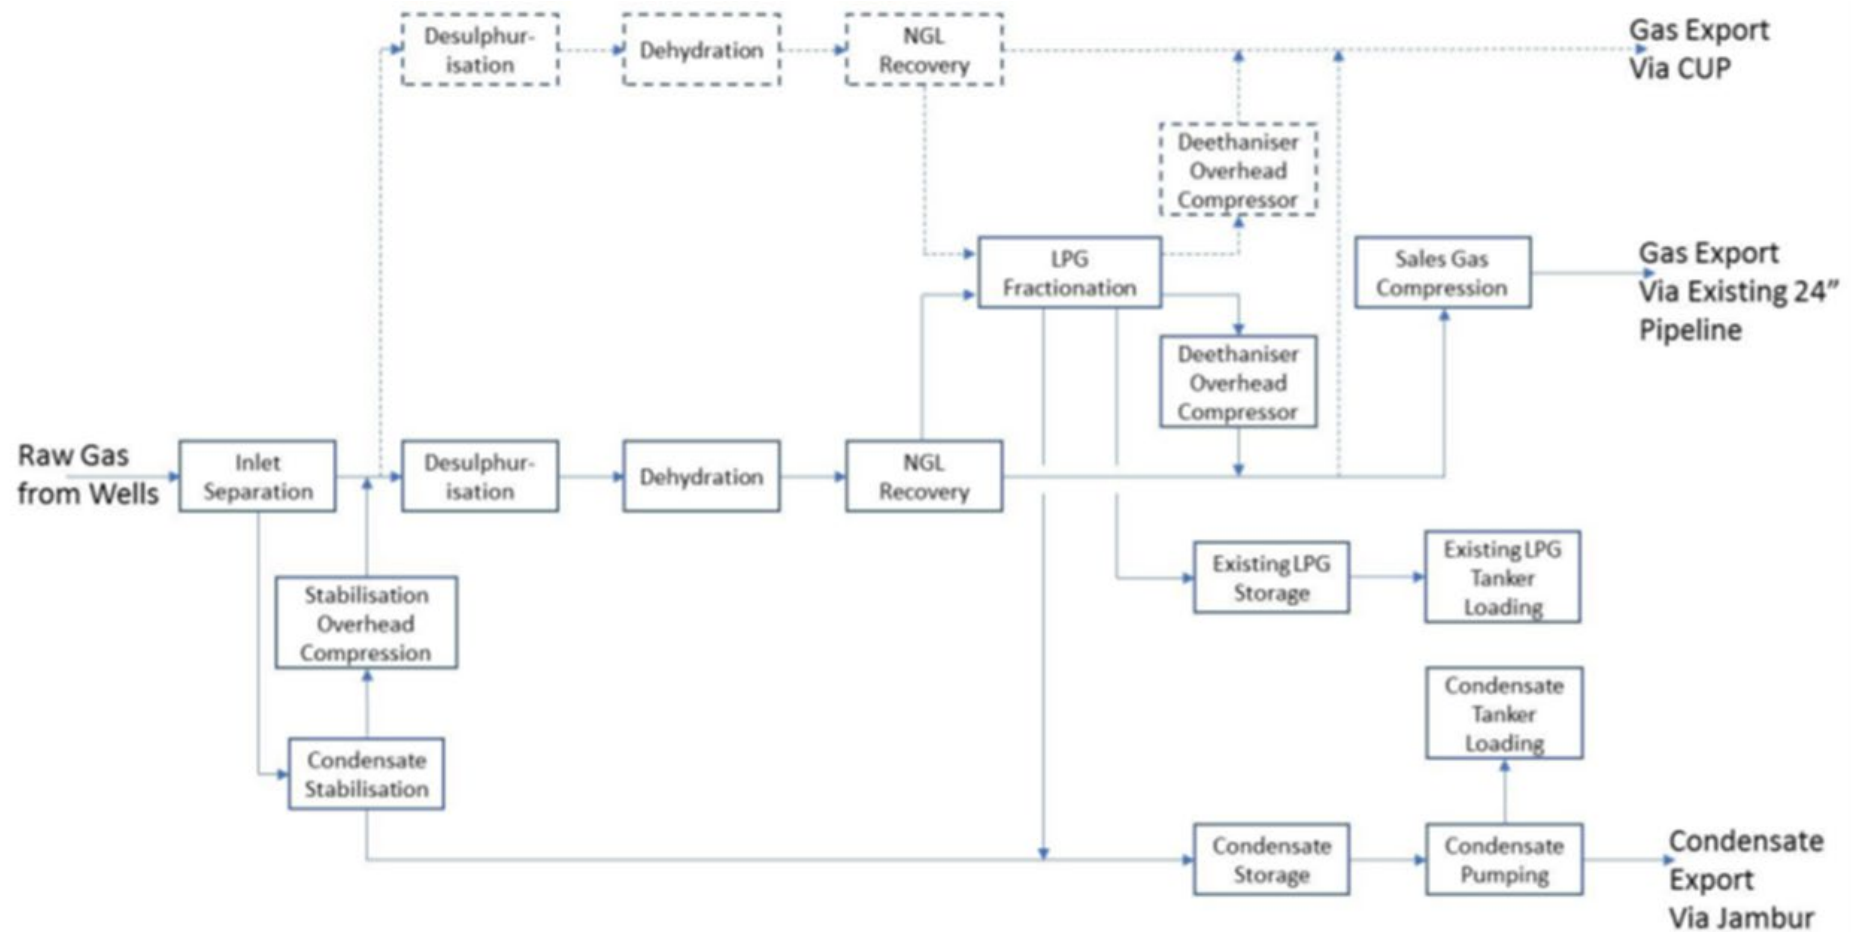 Desulphur-
isation
Dehydration
NGL
Recovery
Gas Export
Via CUP
Deethaniser
Overhead
Compressor
LPG
Fractionation
Sales Gas
Compression
Gas Export
Via Existing 24”
Pipeline
Deethaniser
Overhead
Compressor
Raw Gas
from Wells
Inlet
Separation
Desulphur-
isation
Dehydration
NGL
Recovery
Existing LPG
Storage
Existing LPG
Tanker
Loading
Stabilisation
Overhead
Compression
Condensate
Tanker
Loading
Condensate
Stabilisation
Condensate
Storage
Condensate
Pumping
Condensate
Export
Via Jambur